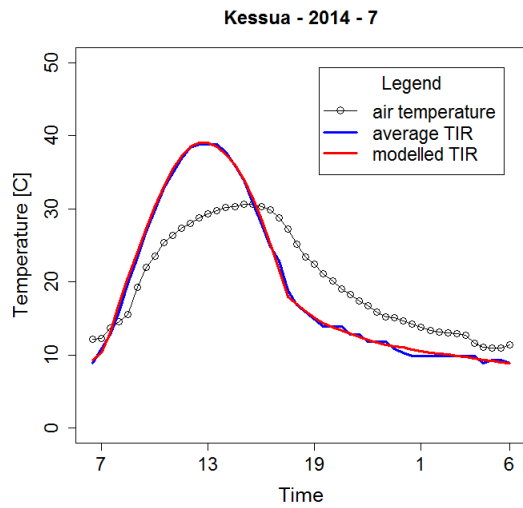 Kessua - 2014 - 7
Legend
air temperature
average TIR
modelled TIR
Temperature [C]
50
40
30
20
10
0
7 13 19 1 6
Time